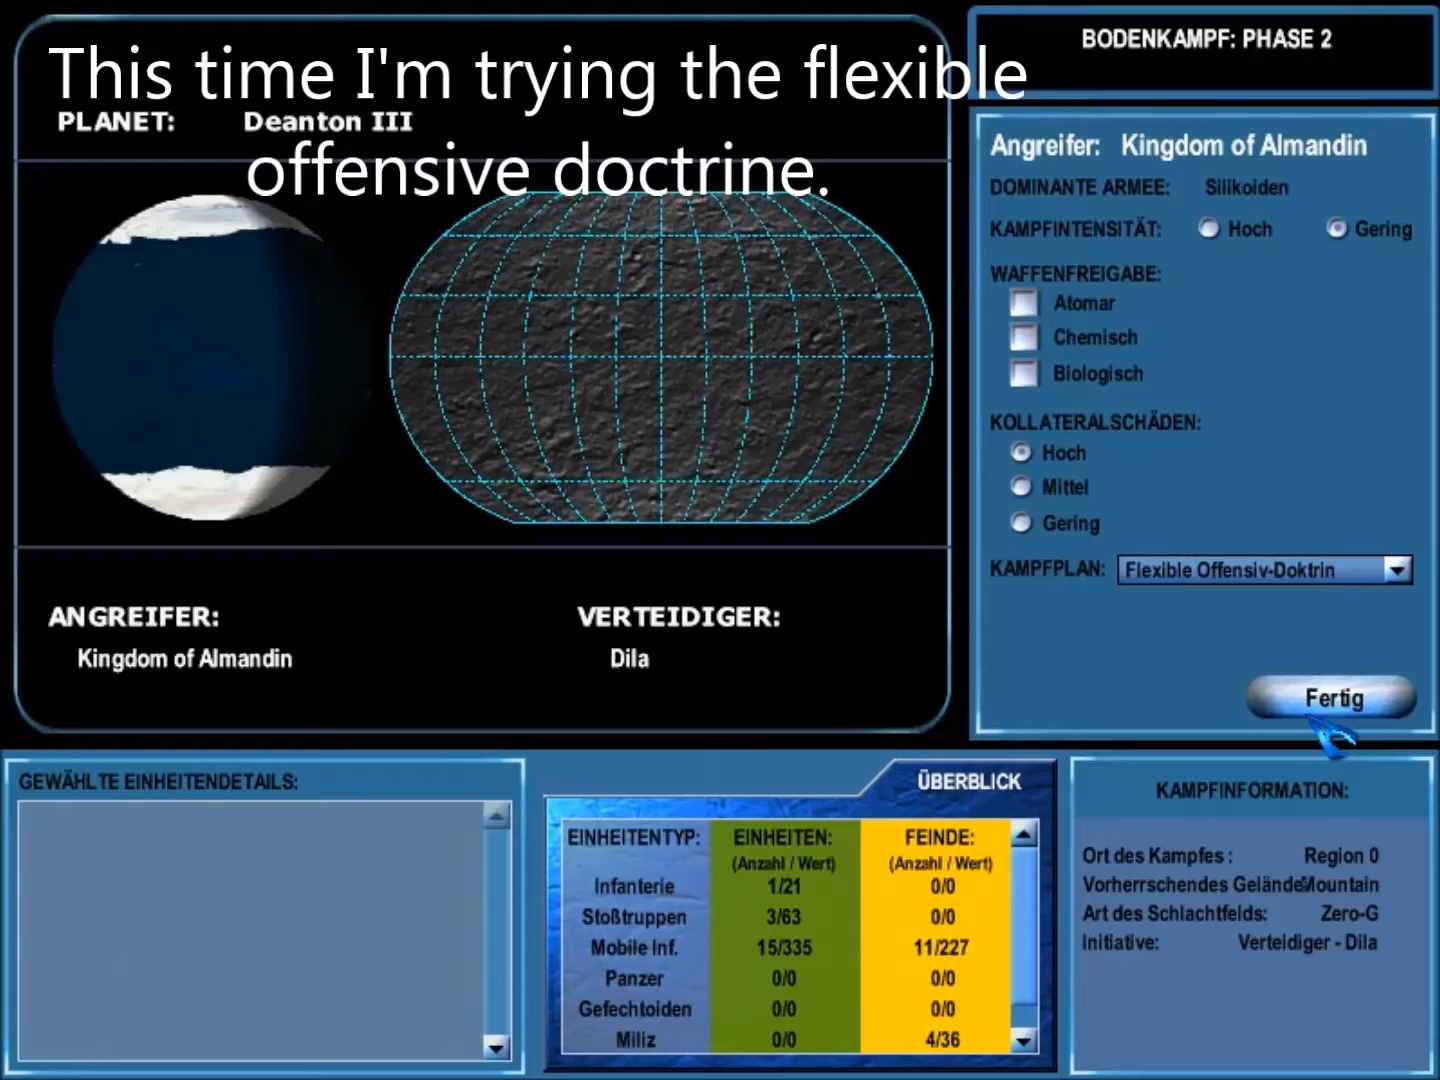 This time I'm trying the flexible
offensive doctrine.
PLANET: Deanton III
ANGREIFER:
Kingdom of Almandin
VERTEIDIGER:
Dila
BODENKAMPF: PHASE 2
Angreifer: Kingdom of Almandin
DOMINANTE ARMEE: Silikoiden
KAMPFINTENSITÄT: Hoch Gering
WAFFENFREIGABE:
Atomar
Chemisch
Biologisch
KOLLATERALSCHÄDEN:
Hoch
Mittel
Gering
KAMPFPLAN: Flexible Offensiv-Doktrin
Fertig
GEWÄHLTE EINHEITENDETAILS:
ÜBERBLICK
EINHEITENTYP: EINHEITEN: FEINDE:
(Anzahl / Wert) (Anzahl / Wert)
Infanterie 1/21 0/0
Stoßtruppen 3/63 0/0
Mobile Inf. 15/335 11/227
Panzer 0/0 0/0
Gefechtoiden 0/0 0/0
Miliz 0/0 4/36
KAMPFINFORMATION:
Ort des Kampfes : Region 0
Vorherrschendes Gelände Mountain
Art des Schlachtfelds: Zero-G
Initiative: Verteidiger - Dila